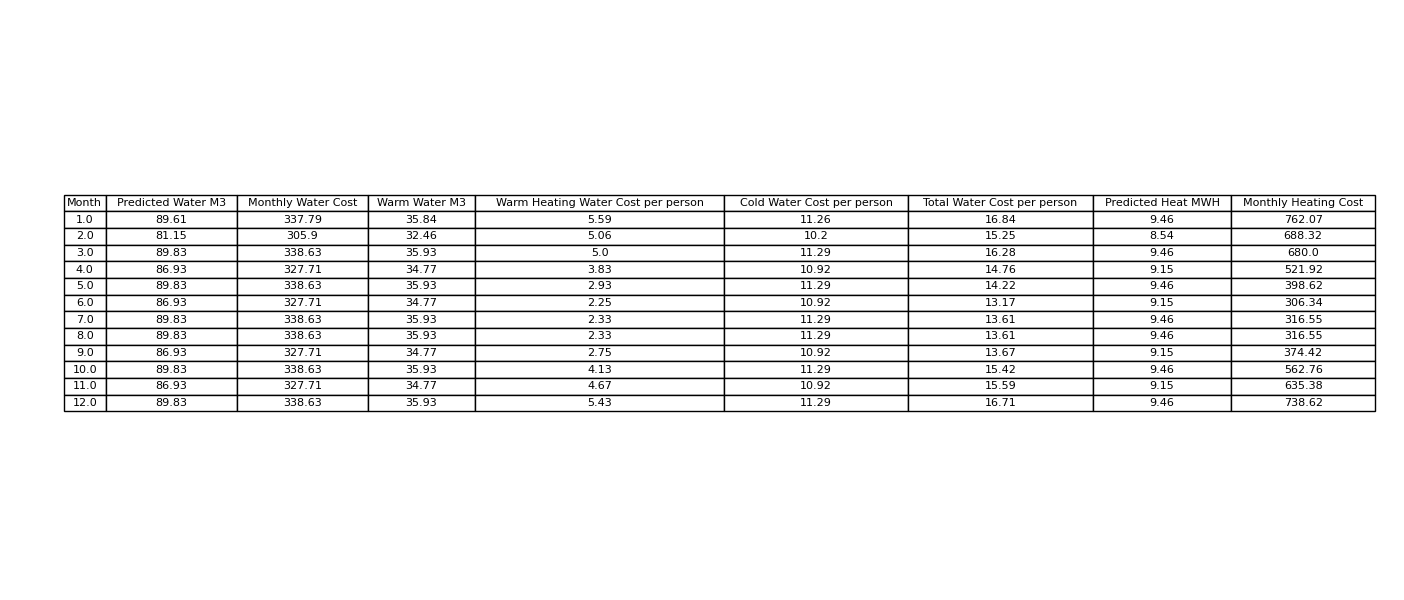 Month Predicted Water M3 Monthly Water Cost Warm Water M3 Warm Heating Water Cost per person Cold Water Cost per person Total Water Cost per person Predicted Heat MWH Monthly Heating Cost
1.0 89.61 337.79 35.84 5.59 11.26 16.84 9.46 762.07
2.0 81.15 305.9 32.46 5.06 10.2 15.25 8.54 688.32
3.0 89.83 338.63 35.93 5.0 11.29 16.28 9.46 680.0
4.0 86.93 327.71 34.77 3.83 10.92 14.76 9.15 521.92
5.0 89.83 338.63 35.93 2.93 11.29 14.22 9.46 398.62
6.0 86.93 327.71 34.77 2.25 10.92 13.17 9.15 306.34
7.0 89.83 338.63 35.93 2.33 11.29 13.61 9.46 316.55
8.0 89.83 338.63 35.93 2.33 11.29 13.61 9.46 316.55
9.0 86.93 327.71 34.77 2.75 10.92 13.67 9.15 374.42
10.0 89.83 338.63 35.93 4.13 11.29 15.42 9.46 562.76
11.0 86.93 327.71 34.77 4.67 10.92 15.59 9.15 635.38
12.0 89.83 338.63 35.93 5.43 11.29 16.71 9.46 738.62